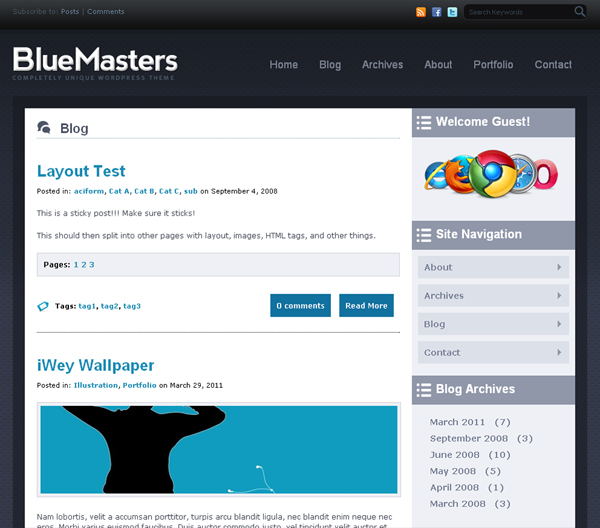 Subscribe to: Posts | Comments
Search Keywords
BlueMasters
COMPLETELY UNIQUE WORDPRESS THEME
Home Blog Archives About Portfolio Contact
Blog
Layout Test
Posted in: aciform, Cat A, Cat B, Cat C, sub on September 4, 2008
This is a sticky post!!! Make sure it sticks!
This should then split into other pages with layout, images, HTML tags, and other things.
Pages: 1 2 3
Tags: tag1, tag2, tag3
0 comments
Read More
iWey Wallpaper
Posted in: Illustration, Portfolio on March 29, 2011
Nam lobortis, velit a accumsan porttitor, turpis arcu blandit ligula, nec blandit enim neque nec
eros. Morbi varius euismod faucibus. Duis auctor commodo justo, vel tincidunt velit auctor et.
Welcome Guest!
Site Navigation
About
Archives
Blog
Contact
Blog Archives
March 2011 (7)
September 2008 (3)
June 2008 (10)
May 2008 (5)
April 2008 (1)
March 2008 (3)